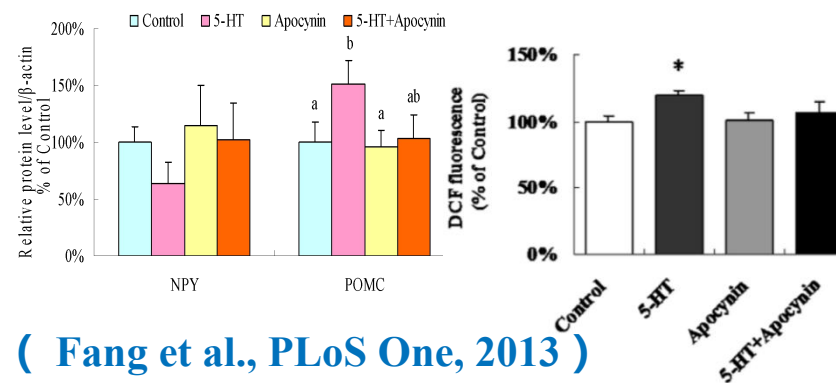 Control 5-HT Apocynin 5-HT+Apocynin
Relative protein level/β-actin
% of Control
200%
150%
100%
50%
0%
a
b
a
ab
NPY
POMC
DCF fluorescence
(% of Control)
150%
100%
50%
0%
*
Control
5-HT
Apocynin
5-HT+Apocynin
( Fang et al., PLoS One, 2013 )